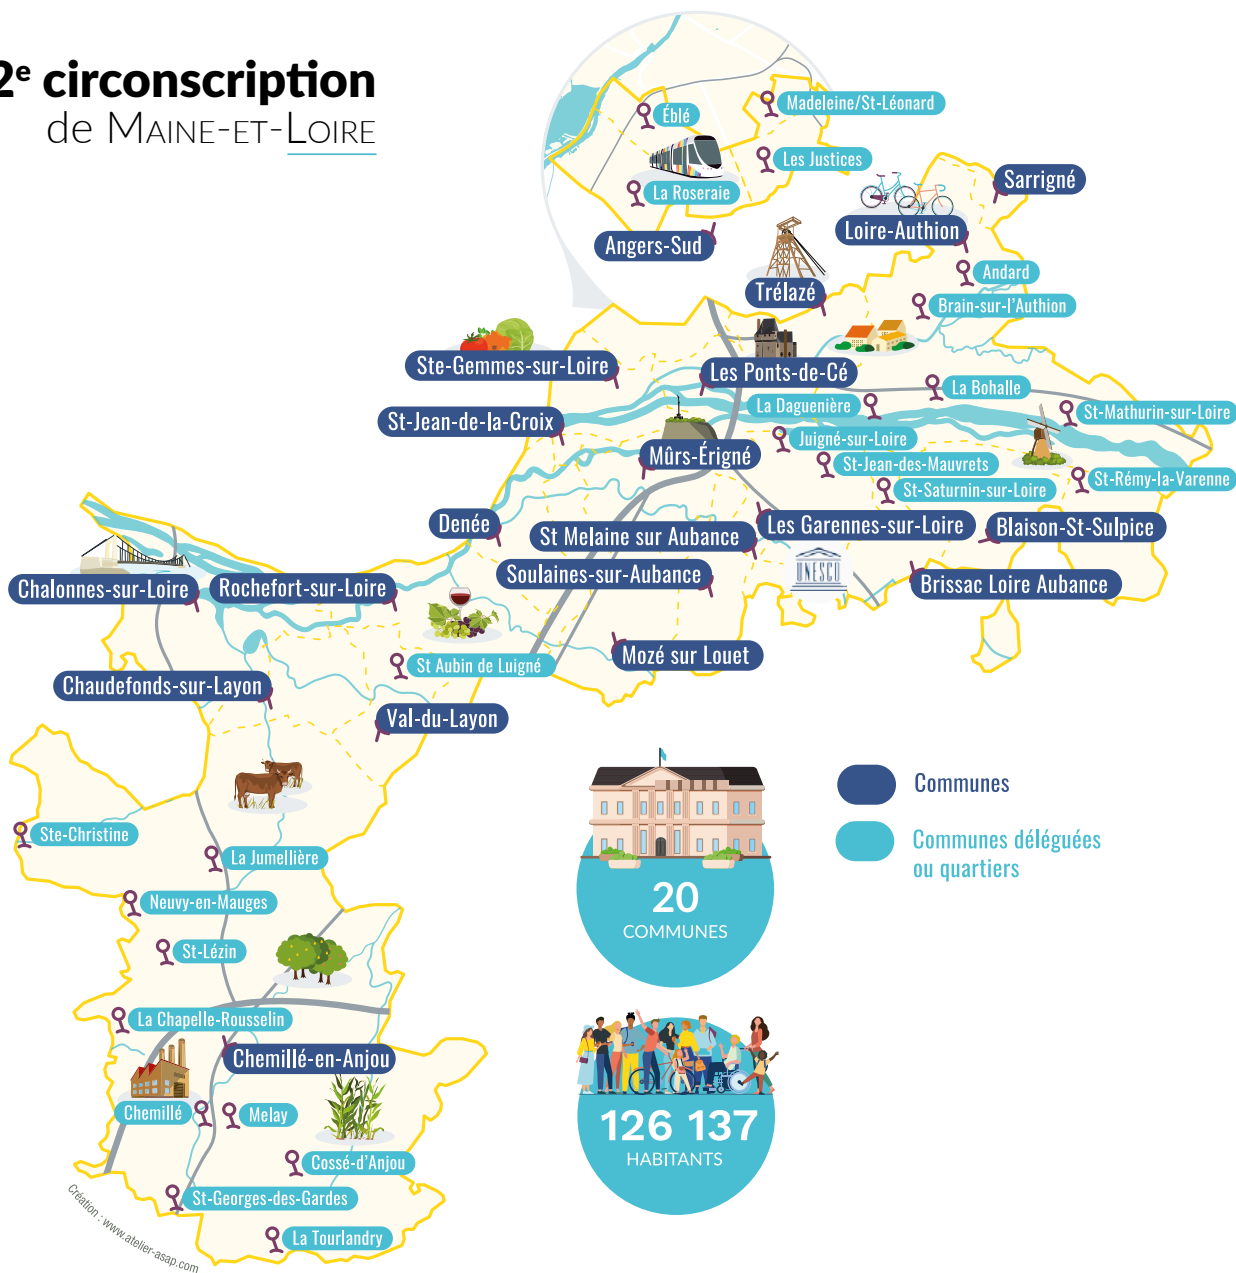 2e circonscription
de MAINE-ET-LOIRE
Madeleine/St-Léonard
Éblé
Les Justices
La Roseraie
Sarrigné
Loire-Authion
Angers-Sud
Andard
Trélazé
Brain-sur-l'Authion
Ste-Gemmes-sur-Loire
Les Ponts-de-Cé
La Bohalle
La Daguenière
St-Mathurin-sur-Loire
St-Jean-de-la-Croix
Juigné-sur-Loire
Mûrs-Érigné
St-Jean-des-Mauvrets
St-Rémy-la-Varenne
St-Saturnin-sur-Loire
Denée
Les Garennes-sur-Loire
Blaison-St-Sulpice
St Melaine sur Aubance
UNESCO
Soulaines-sur-Aubance
Brissac Loire Aubance
Chalonnes-sur-Loire
Rochefort-sur-Loire
Mozé sur Louet
St Aubin de Luigné
Chaudefonds-sur-Layon
Val-du-Layon
Communes
Communes déléguées
ou quartiers
Ste-Christine
La Jumellière
Neuvy-en-Mauges
20
COMMUNES
St-Lézin
La Chapelle-Rousselin
Chemillé-en-Anjou
Chemillé
Melay
126 137
HABITANTS
Cossé-d'Anjou
St-Georges-des-Gardes
La Tourlandry
Création : www.atelier-asap.com